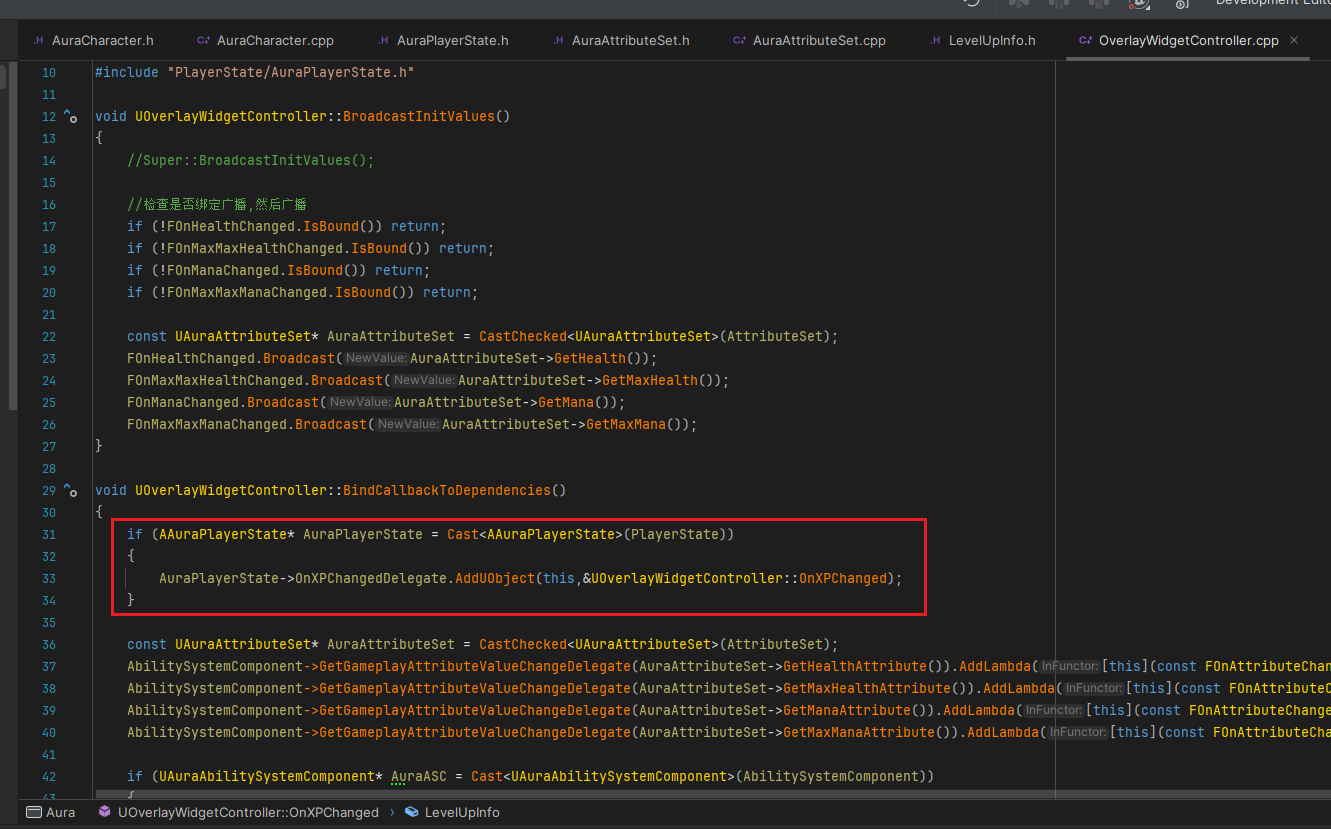 Development Edito
AuraCharacter.h AuraCharacter.cpp AuraPlayerState.h AuraAttributeSet.h AuraAttributeSet.cpp LevelUpInfo.h OverlayWidgetController.cpp
10 #include "PlayerState/AuraPlayerState.h"
11
12 void UOverlayWidgetController::BroadcastInitValues()
13 {
14 //Super::BroadcastInitValues();
15
16 //检查是否绑定广播,然后广播
17 if (!FOnHealthChanged.IsBound()) return;
18 if (!FOnMaxMaxHealthChanged.IsBound()) return;
19 if (!FOnManaChanged.IsBound()) return;
20 if (!FOnMaxMaxManaChanged.IsBound()) return;
21
22 const UAuraAttributeSet* AuraAttributeSet = CastChecked<UAuraAttributeSet>(AttributeSet);
23 FOnHealthChanged.Broadcast(NewValue:AuraAttributeSet->GetHealth());
24 FOnMaxMaxHealthChanged.Broadcast(NewValue:AuraAttributeSet->GetMaxHealth());
25 FOnManaChanged.Broadcast(NewValue:AuraAttributeSet->GetMana());
26 FOnMaxMaxManaChanged.Broadcast(NewValue:AuraAttributeSet->GetMaxMana());
27 }
28
29 void UOverlayWidgetController::BindCallbackToDependencies()
30 {
31 if (AAuraPlayerState* AuraPlayerState = Cast<AAuraPlayerState>(PlayerState))
32 {
33 AuraPlayerState->OnXPChangedDelegate.AddUObject(this,&UOverlayWidgetController::OnXPChanged);
34 }
35
36 const UAuraAttributeSet* AuraAttributeSet = CastChecked<UAuraAttributeSet>(AttributeSet);
37 AbilitySystemComponent->GetGameplayAttributeValueChangeDelegate(AuraAttributeSet->GetHealthAttribute()).AddLambda(InFunctor:[this](const FOnAttributeChan
38 AbilitySystemComponent->GetGameplayAttributeValueChangeDelegate(AuraAttributeSet->GetMaxHealthAttribute()).AddLambda(InFunctor:[this](const FOnAttributeC
39 AbilitySystemComponent->GetGameplayAttributeValueChangeDelegate(AuraAttributeSet->GetManaAttribute()).AddLambda(InFunctor:[this](const FOnAttributeChange
40 AbilitySystemComponent->GetGameplayAttributeValueChangeDelegate(AuraAttributeSet->GetMaxManaAttribute()).AddLambda(InFunctor:[this](const FOnAttributeCha
41
42 if (UAuraAbilitySystemComponent* AuraASC = Cast<UAuraAbilitySystemComponent>(AbilitySystemComponent))
43 {
Aura UOverlayWidgetController::OnXPChanged › LevelUpInfo